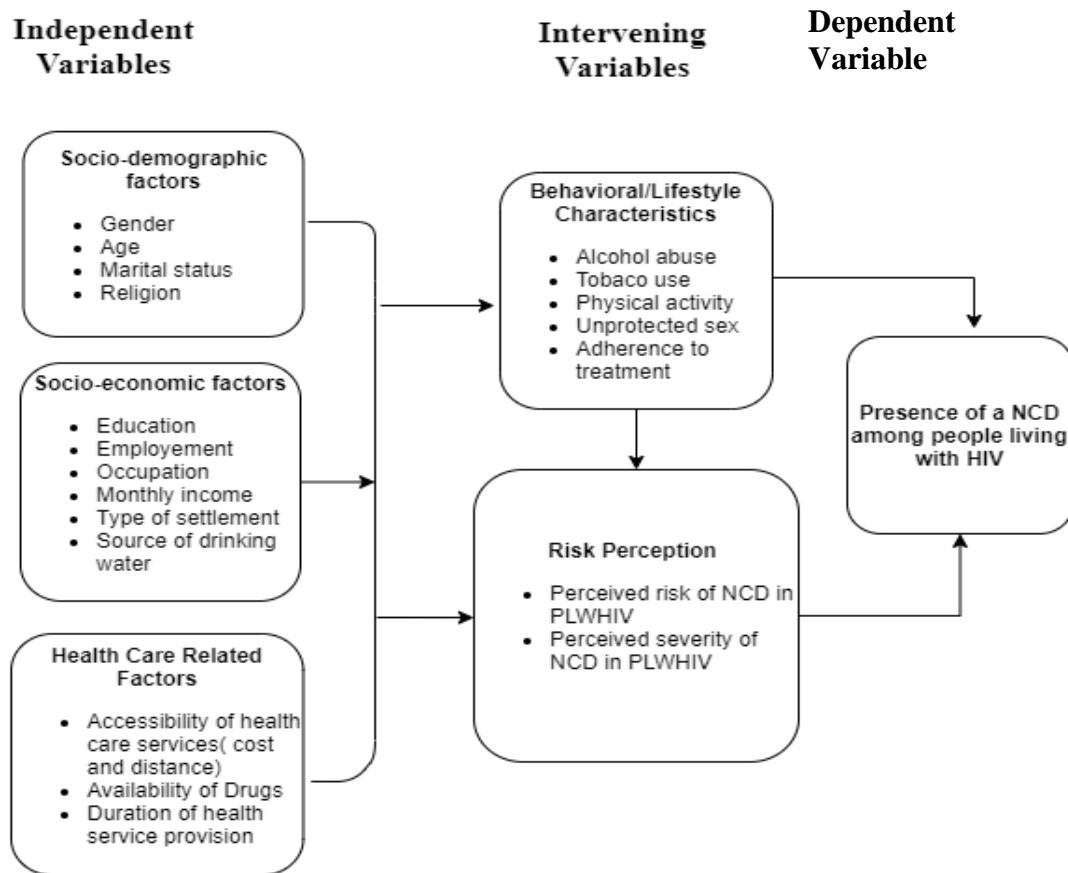 Independent
Variables
Socio-demographic
factors
• Gender
• Age
• Marital status
• Religion
Socio-economic factors
• Education
• Employement
• Occupation
• Monthly income
• Type of settlement
• Source of drinking
water
Health Care Related
Factors
• Accessibility of health
care services( cost
and distance)
• Availability of Drugs
• Duration of health
service provision
Intervening
Variables
Behavioral/Lifestyle
Characteristics
• Alcohol abuse
• Tobaco use
• Physical activity
• Unprotected sex
• Adherence to
treatment
Risk Perception
• Perceived risk of NCD in
PLWHIV
• Perceived severity of
NCD in PLWHIV
Dependent
Variable
Presence of a NCD
among people living
with HIV